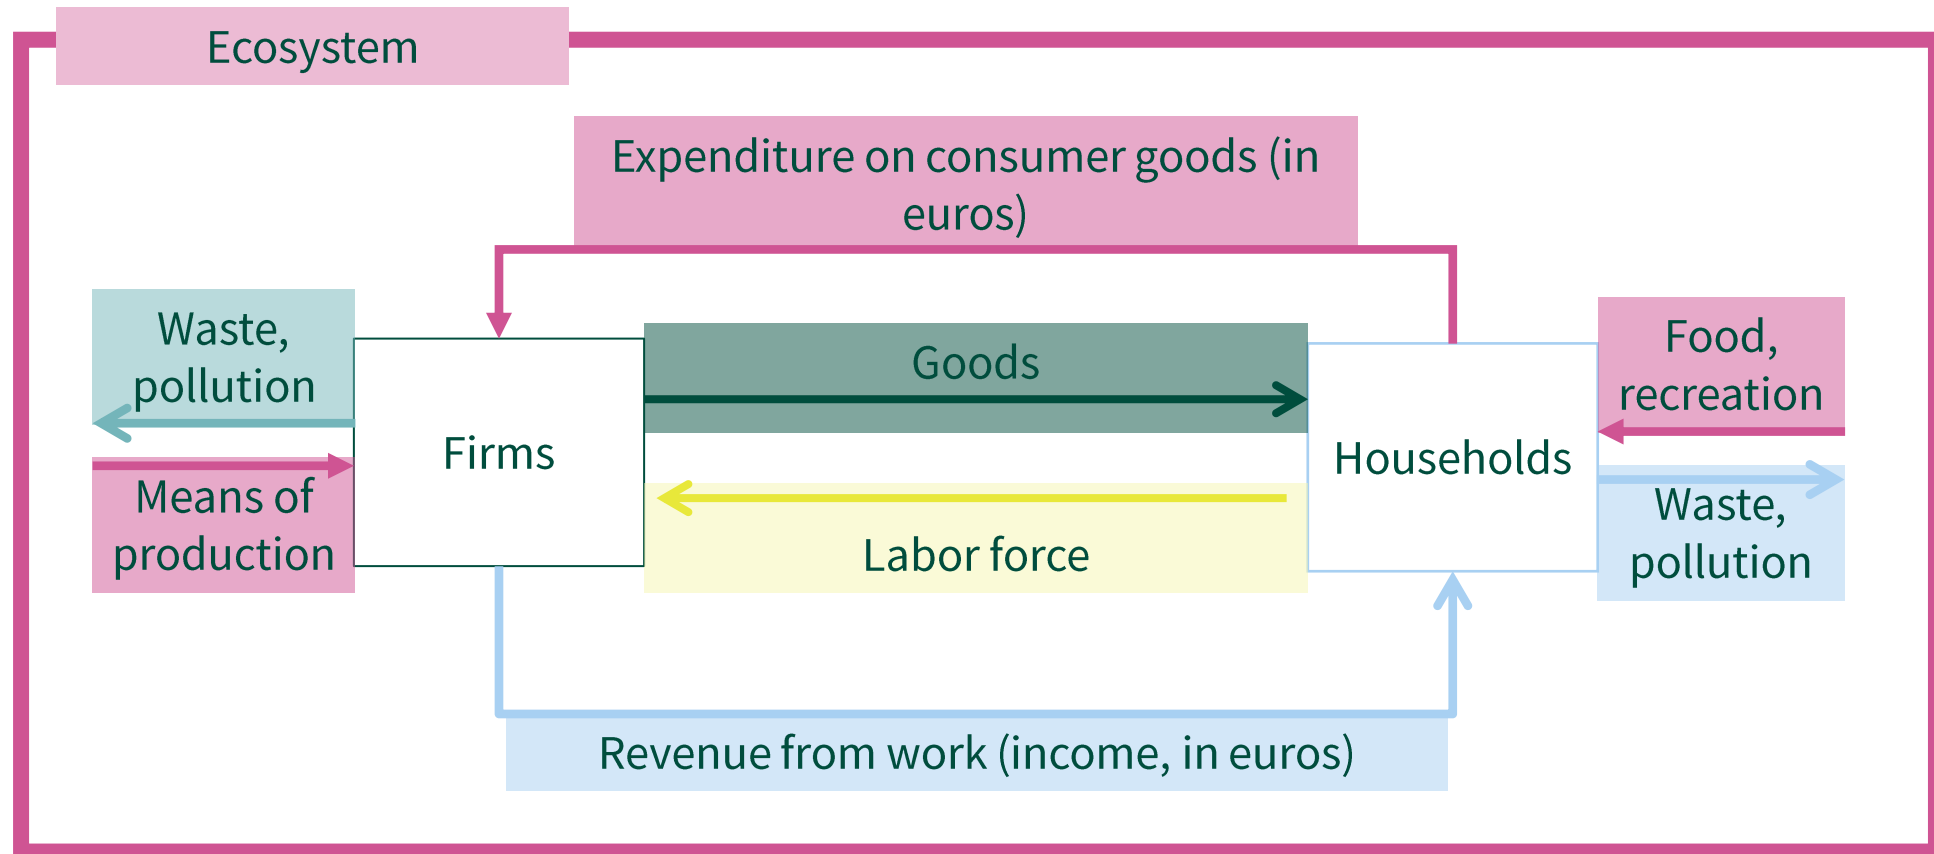 Ecosystem
Expenditure on consumer goods (in
euros)
Waste,
pollution
Means of
production
Firms
Goods
Labor force
Households
Food,
recreation
Waste,
pollution
Revenue from work (income, in euros)